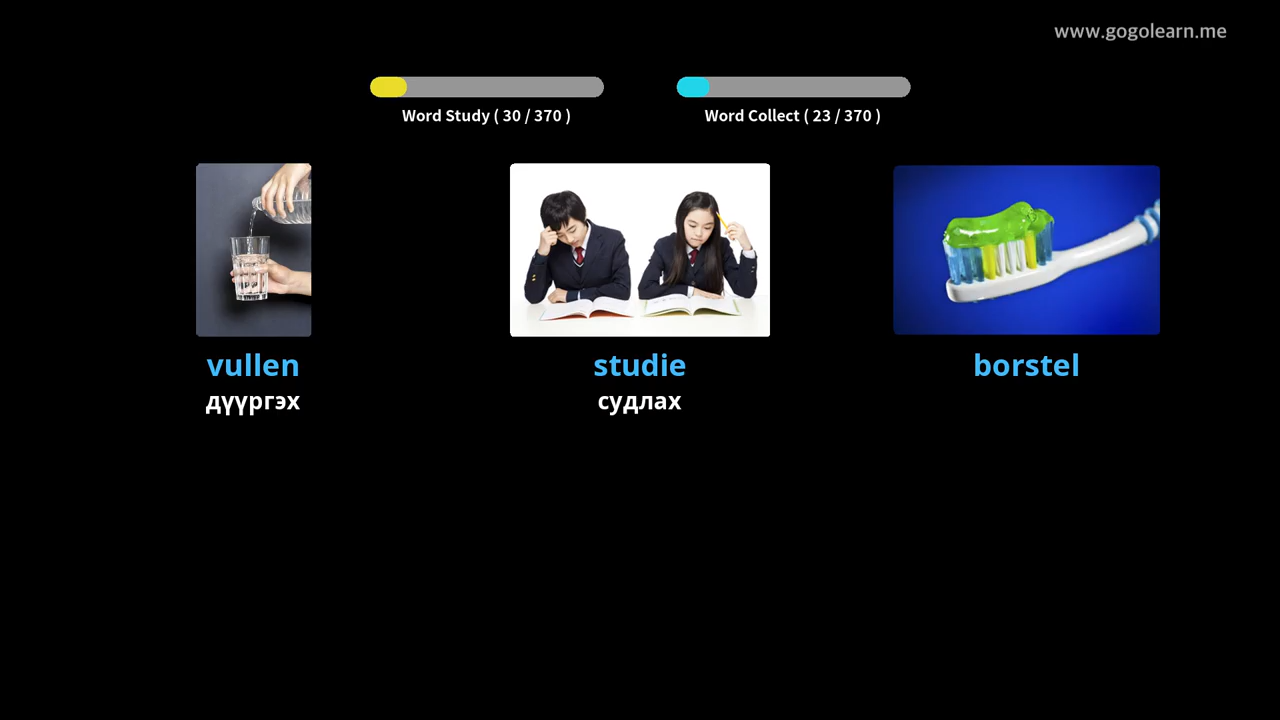 www.gogolearn.me
Word Study ( 30 / 370 )
Word Collect ( 23 / 370 )
vullen
дүүргэх
studie
судлах
borstel